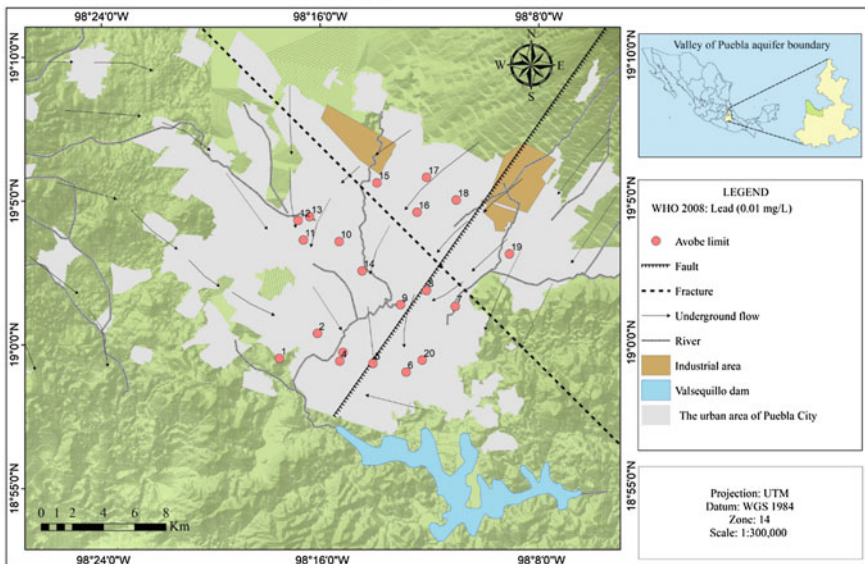 98°24'0"W 98°16'0"W 98°8'0"W
19°10'0"N
19°5'0"N
19°0'0"N
18°55'0"N
N
W E
S
15
17
18
16
13
12
11
10
14
19
8
9
7
2
1
4
5
6
20
0 1 2 4 6 8
Km
98°24'0"W 98°16'0"W 98°8'0"W
19°10'0"N
19°5'0"N
19°0'0"N
18°55'0"N
Valley of Puebla aquifer boundary
LEGEND
WHO 2008: Lead (0.01 mg/L)
Avobe limit
Fault
Fracture
Underground flow
River
Industrial area
Valsequillo dam
The urban area of Puebla City
Projection: UTM
Datum: WGS 1984
Zone: 14
Scale: 1:300,000